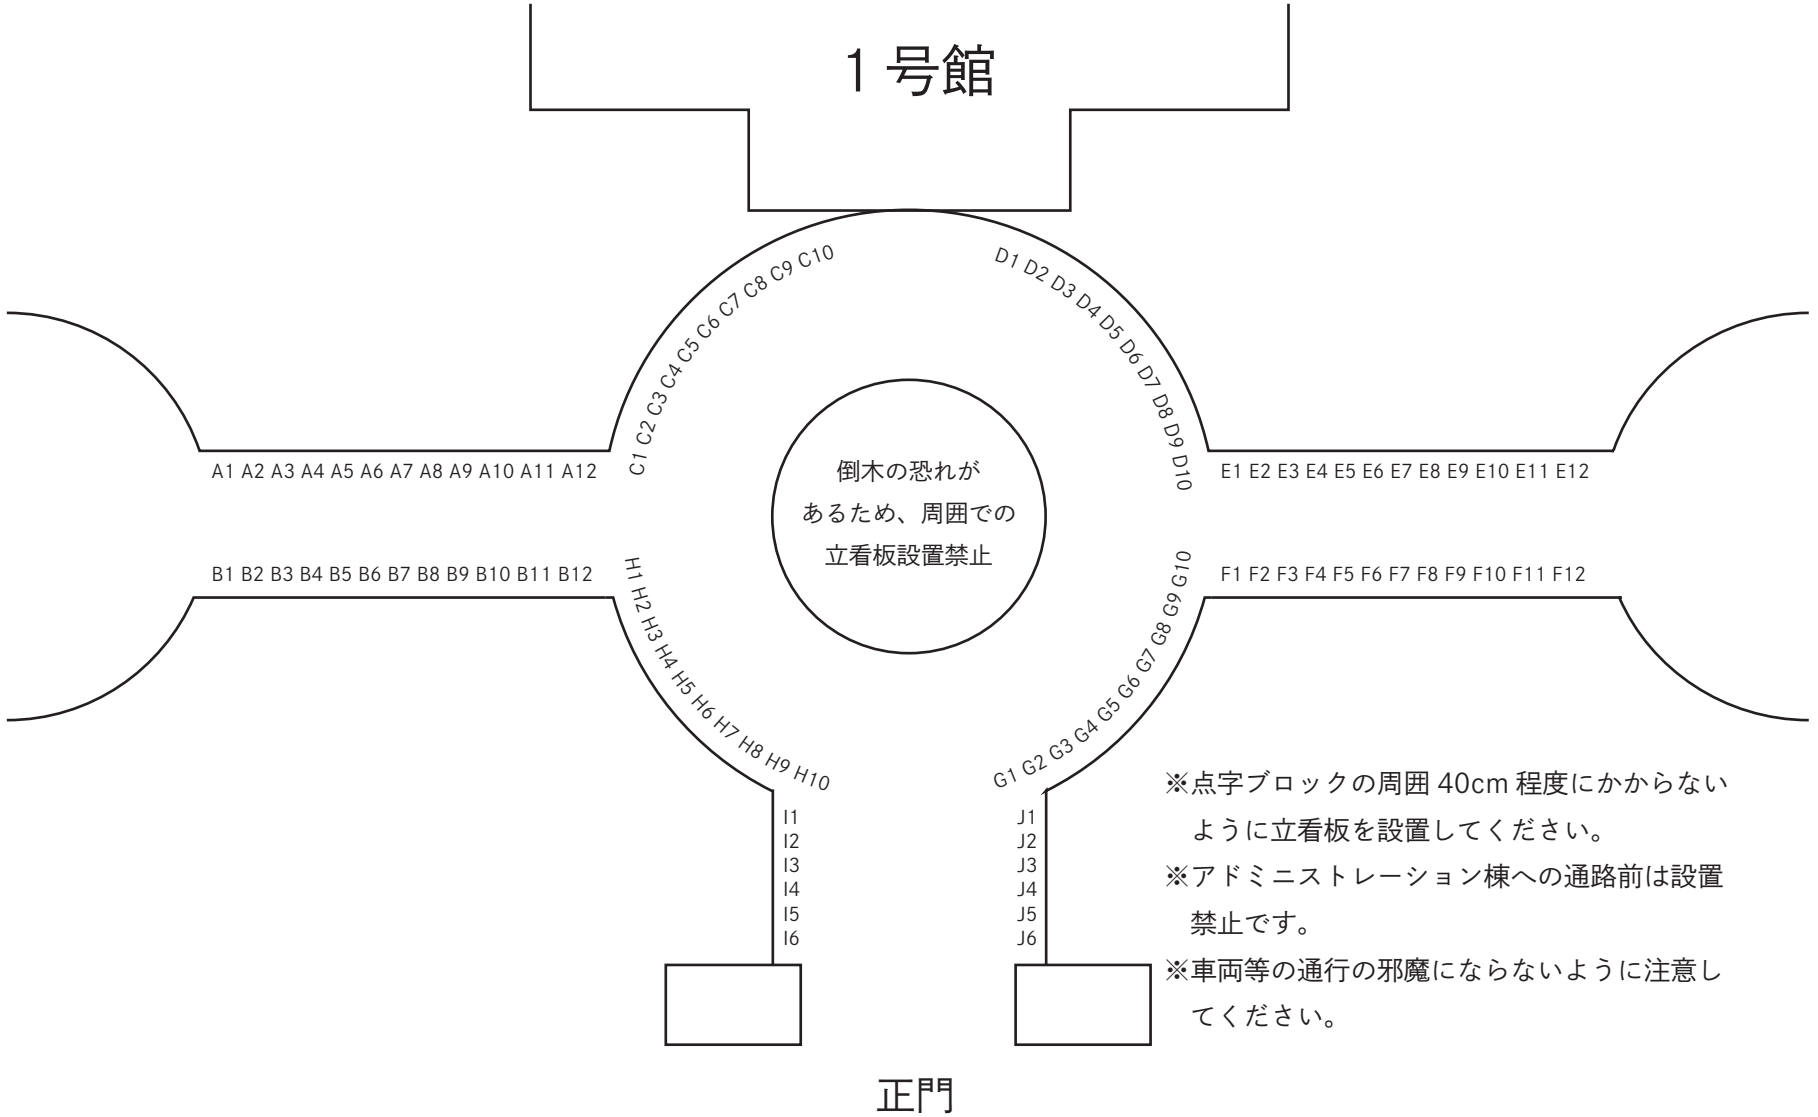 1 号館
C1 C2 C3 C4 C5 C6 C7 C8 C9 C10
D1 D2 D3 D4 D5 D6 D7 D8 D9 D10
A1 A2 A3 A4 A5 A6 A7 A8 A9 A10 A11 A12
倒木の恐れが
あるため、周囲での
立看板設置禁止
E1 E2 E3 E4 E5 E6 E7 E8 E9 E10 E11 E12
B1 B2 B3 B4 B5 B6 B7 B8 B9 B10 B11 B12
H1 H2 H3 H4 H5 H6 H7 H8 H9 H10
G1 G2 G3 G4 G5 G6 G7 G8 G9 G10
F1 F2 F3 F4 F5 F6 F7 F8 F9 F10 F11 F12
I1
I2
I3
I4
I5
I6
J1
J2
J3
J4
J5
J6
※点字ブロックの周囲 40cm 程度にかからない
ように立看板を設置してください。
※アドミニストレーション棟への通路前は設置
禁止です。
※車両等の通行の邪魔にならないように注意し
てください。
正門